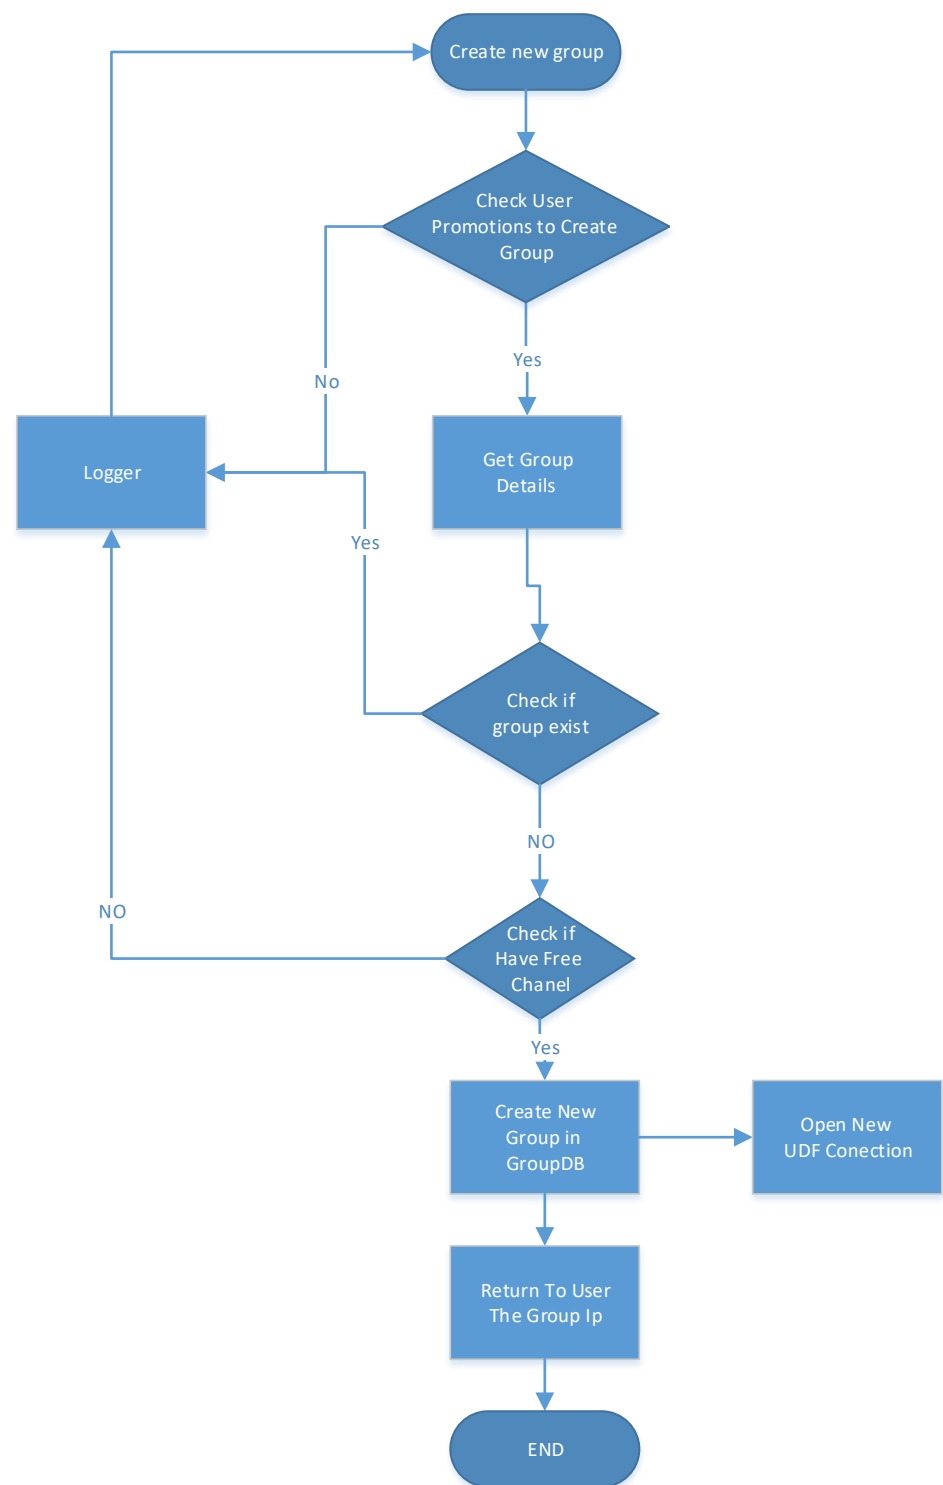 Create new group
Check User
Promotions to Create
Group
Yes
No
Logger
Get Group
Details
Yes
Check if
group exist
NO
NO
Check if
Have Free
Chanel
Yes
Create New
Group in
GroupDB
Open New
UDF Conection
Return To User
The Group Ip
END